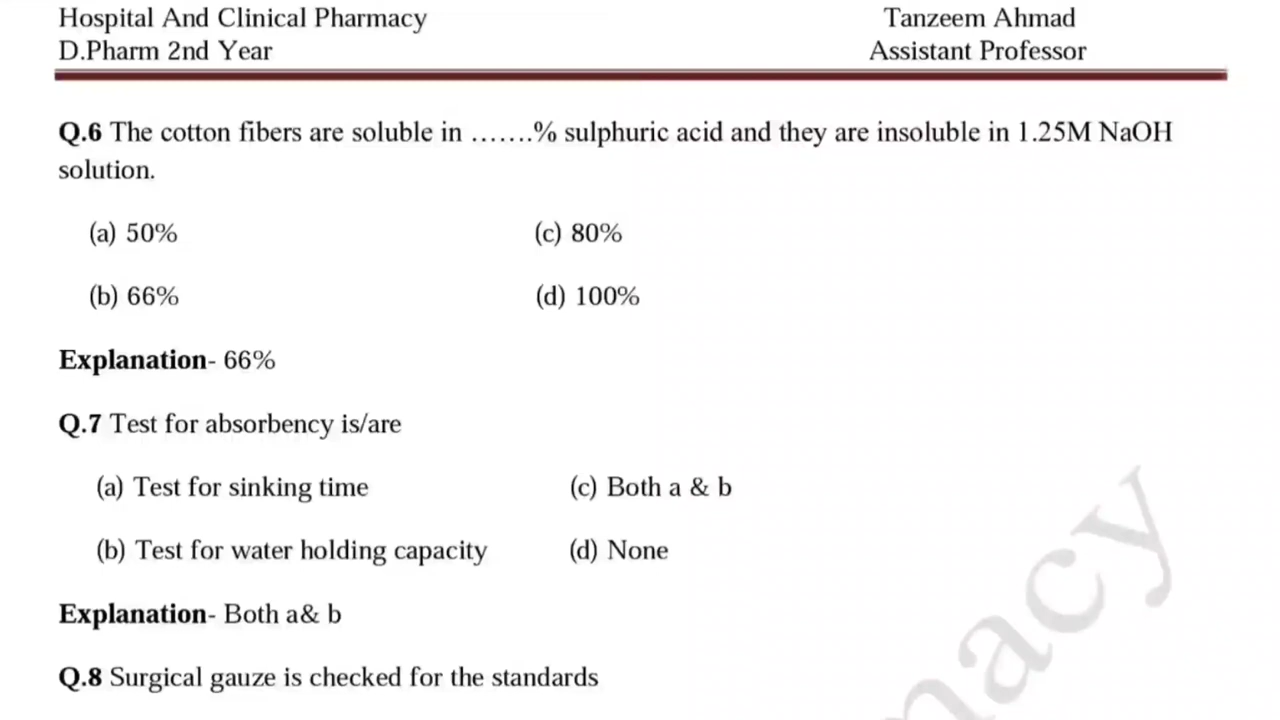 Hospital And Clinical Pharmacy
Tanzeem Ahmad
D.Pharm 2nd Year
Assistant Professor
Q.6 The cotton fibers are soluble in .......% sulphuric acid and they are insoluble in 1.25M NaOH
solution.
(a) 50%
(c) 80%
(b) 66%
(d) 100%
Explanation- 66%
Q.7 Test for absorbency is/are
(a) Test for sinking time
(c) Both a & b
(b) Test for water holding capacity
(d) None
Explanation- Both a& b
Q.8 Surgical gauze is checked for the standards
acy